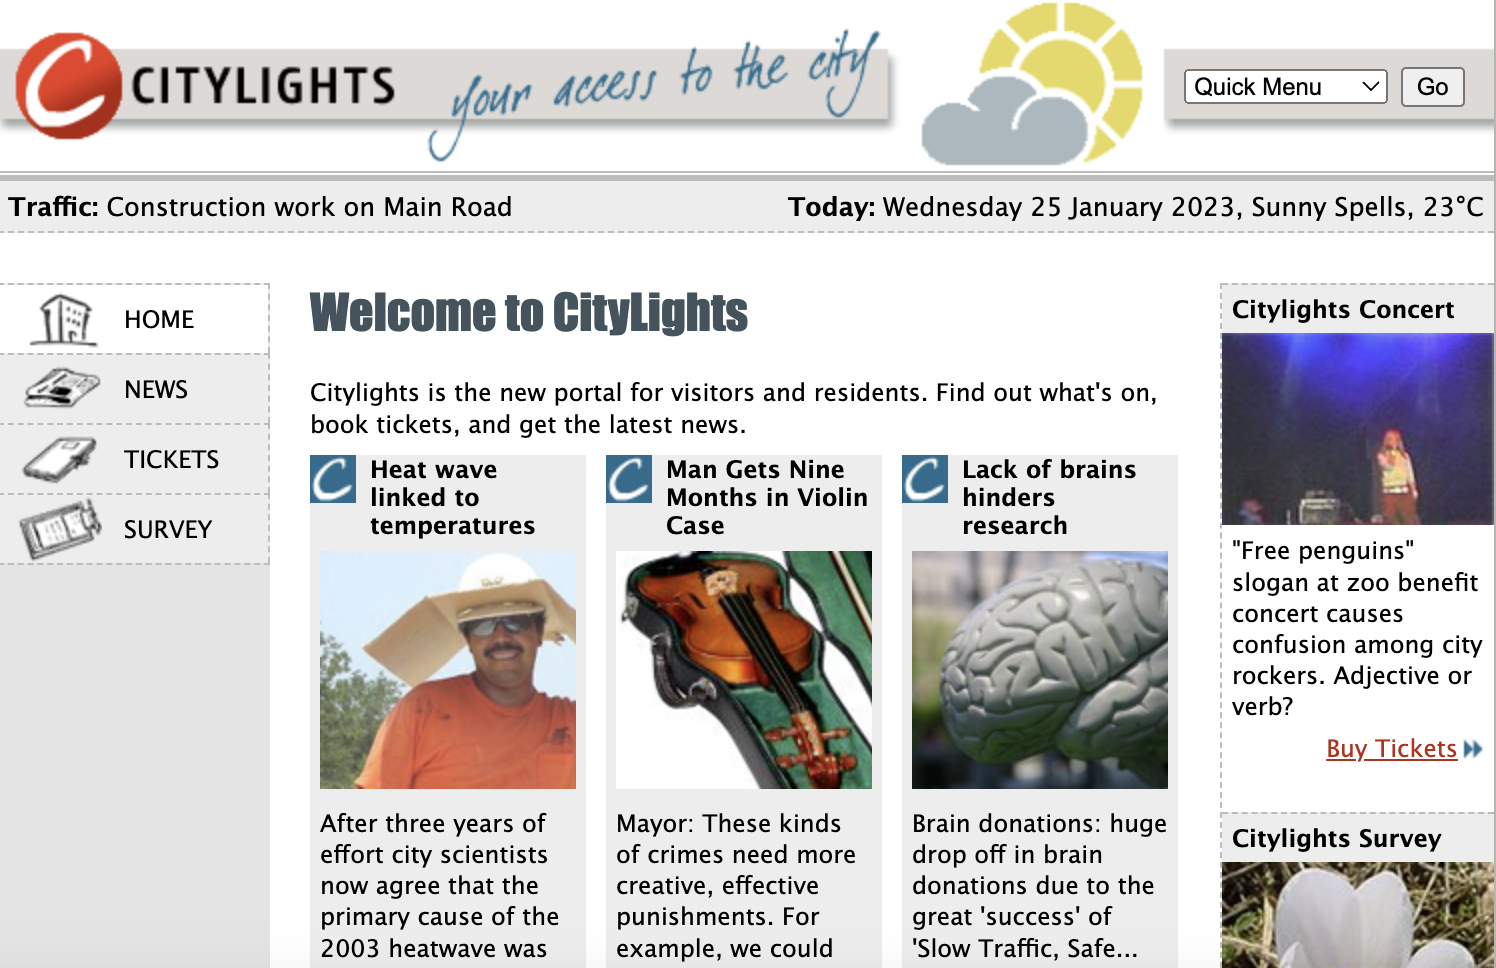 CITYLIGHTS
your access to the city
Quick Menu
Go
Traffic: Construction work on Main Road
Today: Wednesday 25 January 2023, Sunny Spells, 23°C
HOME
NEWS
TICKETS
SURVEY
Welcome to CityLights
Citylights is the new portal for visitors and residents. Find out what's on,
book tickets, and get the latest news.
Heat wave
linked to
temperatures
After three years of
effort city scientists
now agree that the
primary cause of the
2003 heatwave was
Man Gets Nine
Months in Violin
Case
Mayor: These kinds
of crimes need more
creative, effective
punishments. For
example, we could
Lack of brains
hinders
research
Brain donations: huge
drop off in brain
donations due to the
great 'success' of
'Slow Traffic, Safe...
Citylights Concert
"Free penguins"
slogan at zoo benefit
concert causes
confusion among city
rockers. Adjective or
verb?
Buy Tickets
Citylights Survey